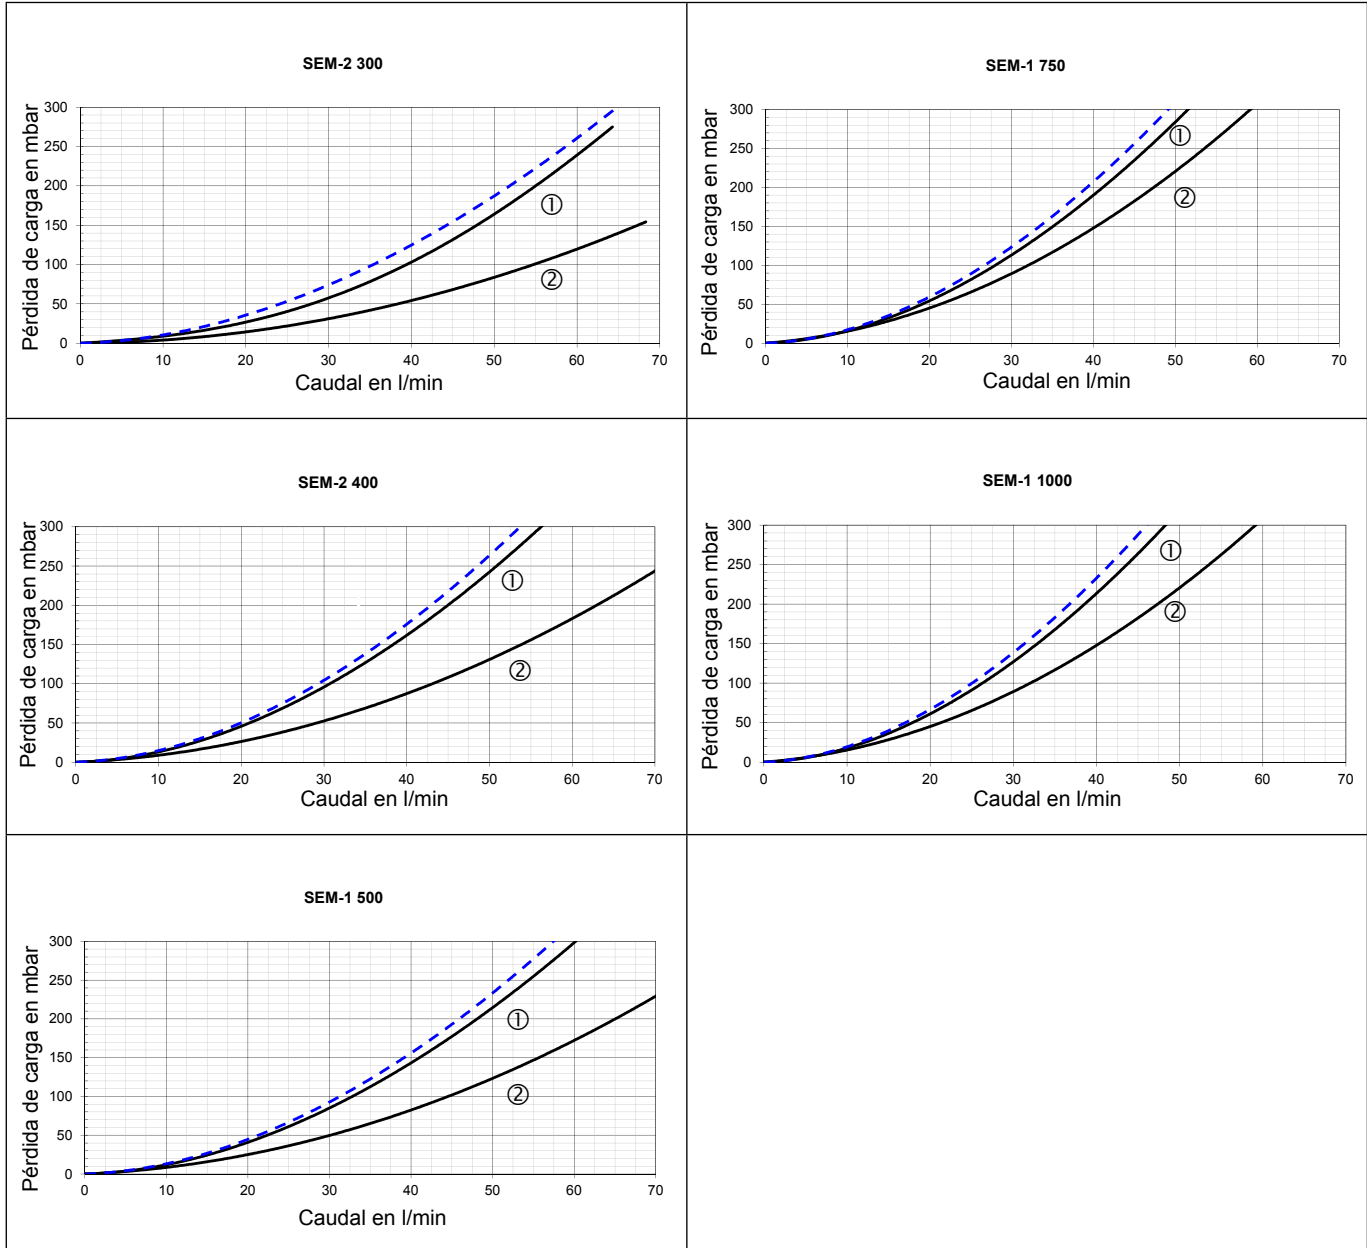 SEM-2 300
Pérdida de carga en mbar
300
250
200
150
100
50
0
①
②
0 10 20 30 40 50 60 70
Caudal en l/min
SEM-1 750
Pérdida de carga en mbar
300
250
200
150
100
50
0
①
②
0 10 20 30 40 50 60 70
Caudal en l/min
SEM-2 400
Pérdida de carga en mbar
300
250
200
150
100
50
0
①
②
0 10 20 30 40 50 60 70
Caudal en l/min
SEM-1 1000
Pérdida de carga en mbar
300
250
200
150
100
50
0
①
②
0 10 20 30 40 50 60 70
Caudal en l/min
SEM-1 500
Pérdida de carga en mbar
300
250
200
150
100
50
0
①
②
0 10 20 30 40 50 60 70
Caudal en l/min